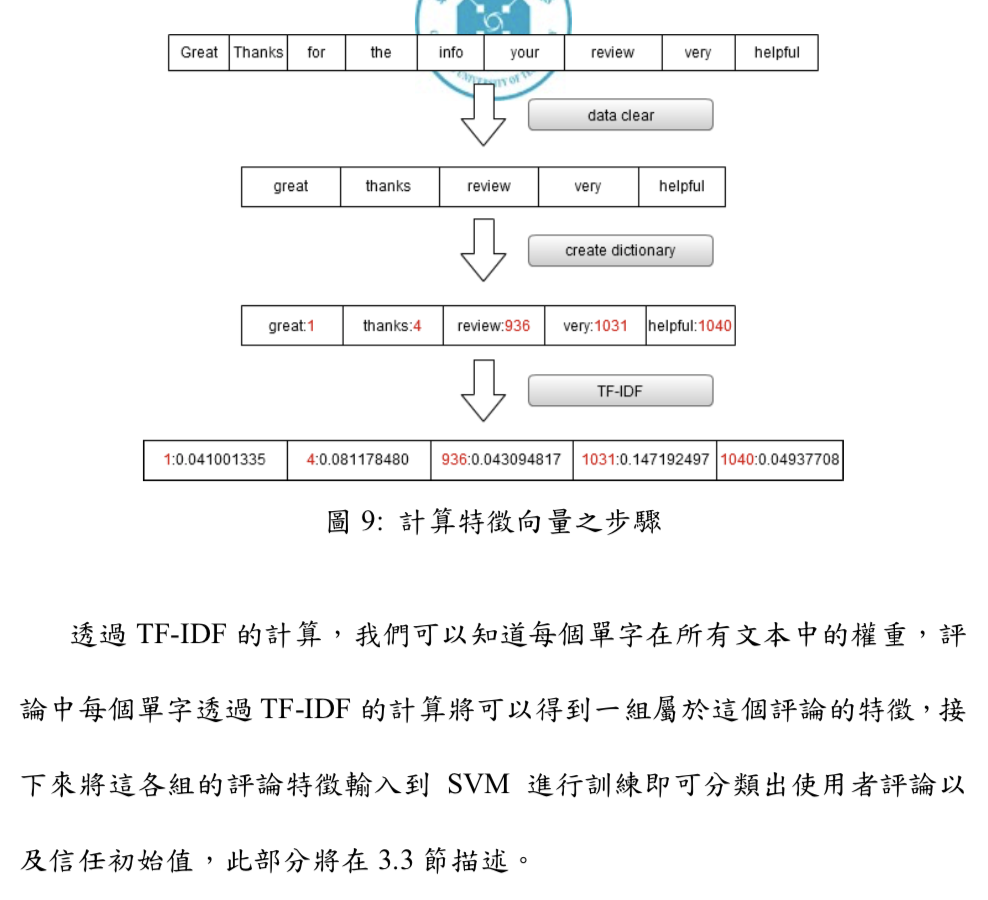 Great Thanks for the info your review very helpful
data clear
great thanks review very helpful
create dictionary
great:1 thanks:4 review:936 very:1031 helpful:1040
TF-IDF
1:0.041001335 4:0.081178480 936:0.043094817 1031:0.147192497 1040:0.04937708
圖 9: 計算特徵向量之步驟
透過 TF-IDF 的計算，我們可以知道每個單字在所有文本中的權重，評
論中每個單字透過 TF-IDF 的計算將可以得到一組屬於這個評論的特徵，接
下來將這各組的評論特徵輸入到 SVM 進行訓練即可分類出使用者評論以
及信任初始值，此部分將在 3.3 節描述。